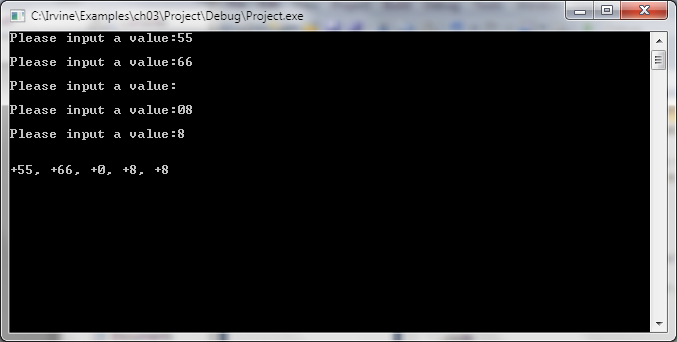 C:\Irvine\Examples\ch03\Project\Debug\Project.exe
Please input a value:55
Please input a value:66
Please input a value:
Please input a value:08
Please input a value:8
+55, +66, +0, +8, +8